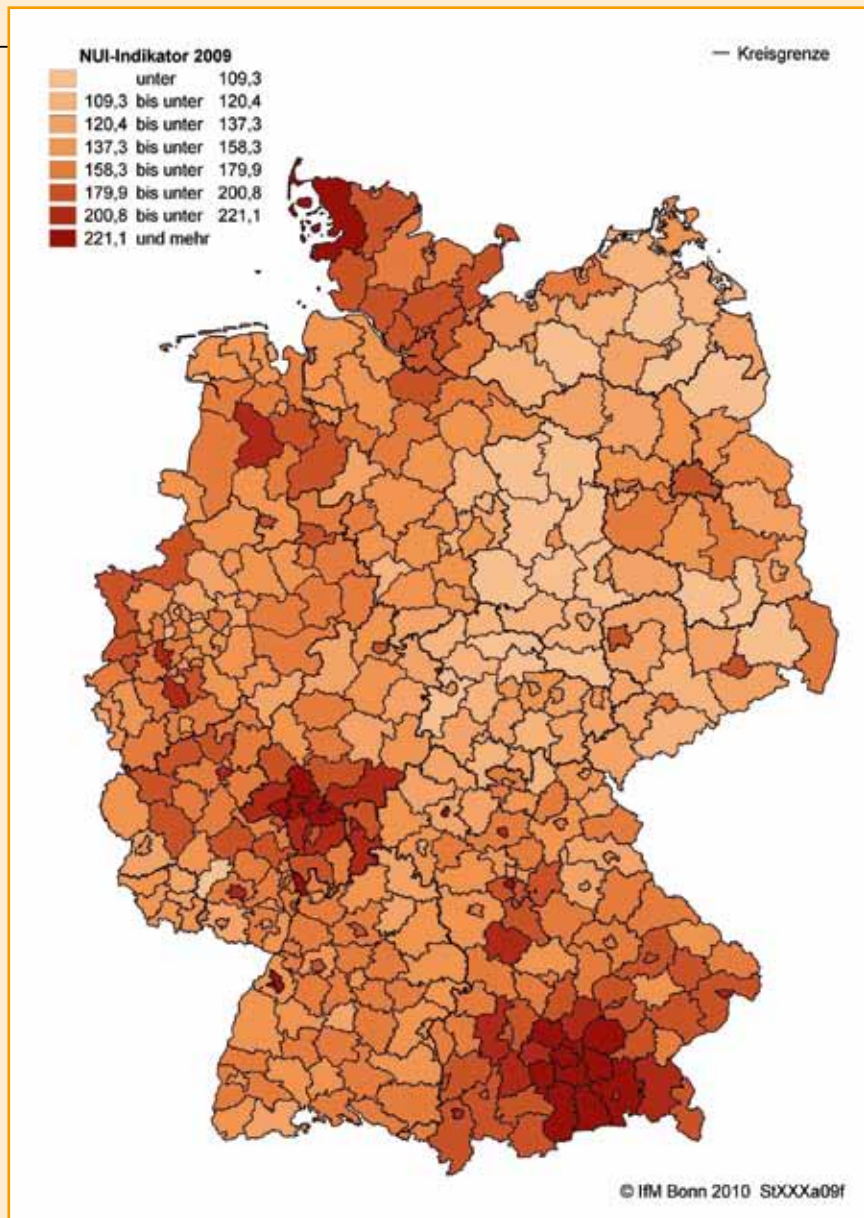 NUI-Indikator 2009
unter 109,3
109,3 bis unter 120,4
120,4 bis unter 137,3
137,3 bis unter 158,3
158,3 bis unter 179,9
179,9 bis unter 200,8
200,8 bis unter 221,1
221,1 und mehr
— Kreisgrenze
© IfM Bonn 2010 StXXXa09f